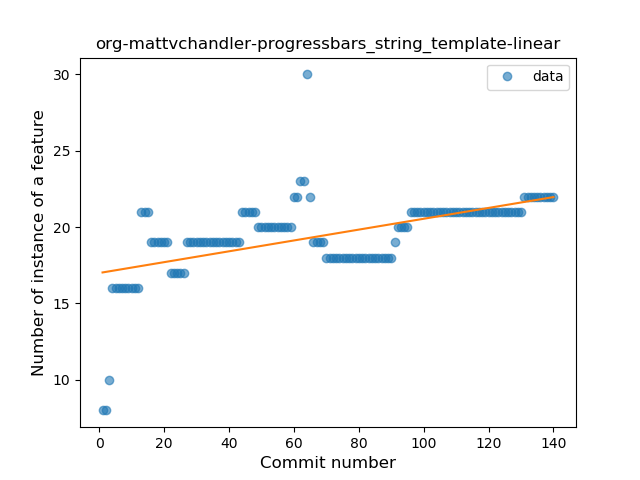 org-mattvchandler-progressbars_string_template-linear
data
Number of instance of a feature
30
25
20
15
10
0 20 40 60 80 100 120 140
Commit number